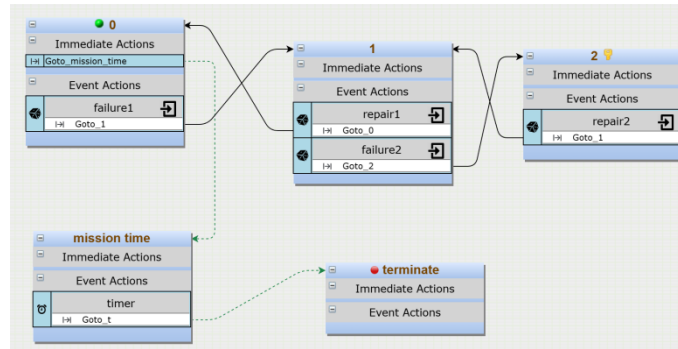 0
Immediate Actions
Goto_mission_time
Event Actions
failure1
Goto_1
1
Immediate Actions
Event Actions
repair1
Goto_0
failure2
Goto_2
2
Immediate Actions
Event Actions
repair2
Goto_1
mission time
Immediate Actions
Event Actions
timer
Goto_t
terminate
Immediate Actions
Event Actions